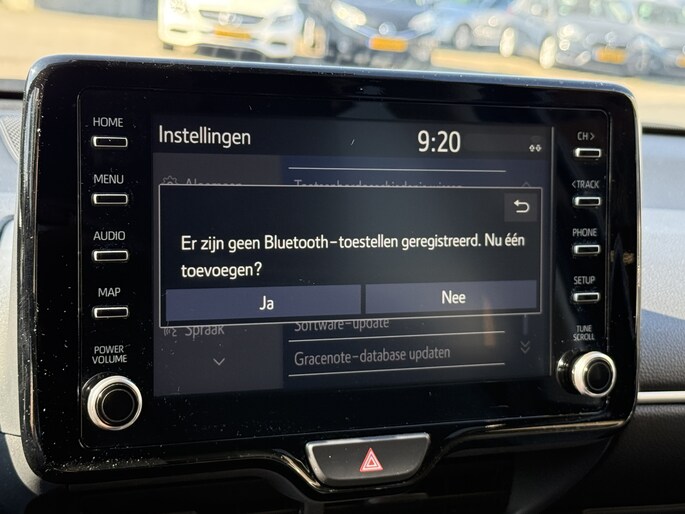 HOME
MENU
AUDIO
MAP
POWER
VOLUME
Instellingen
9:20
Er zijn geen Bluetooth-toestellen geregistreerd. Nu één
toevoegen?
Ja
Nee
Spraak
Software-update
Gracenote-database updaten
CH >
< TRACK
PHONE
SETUP
TUNE
SCROLL